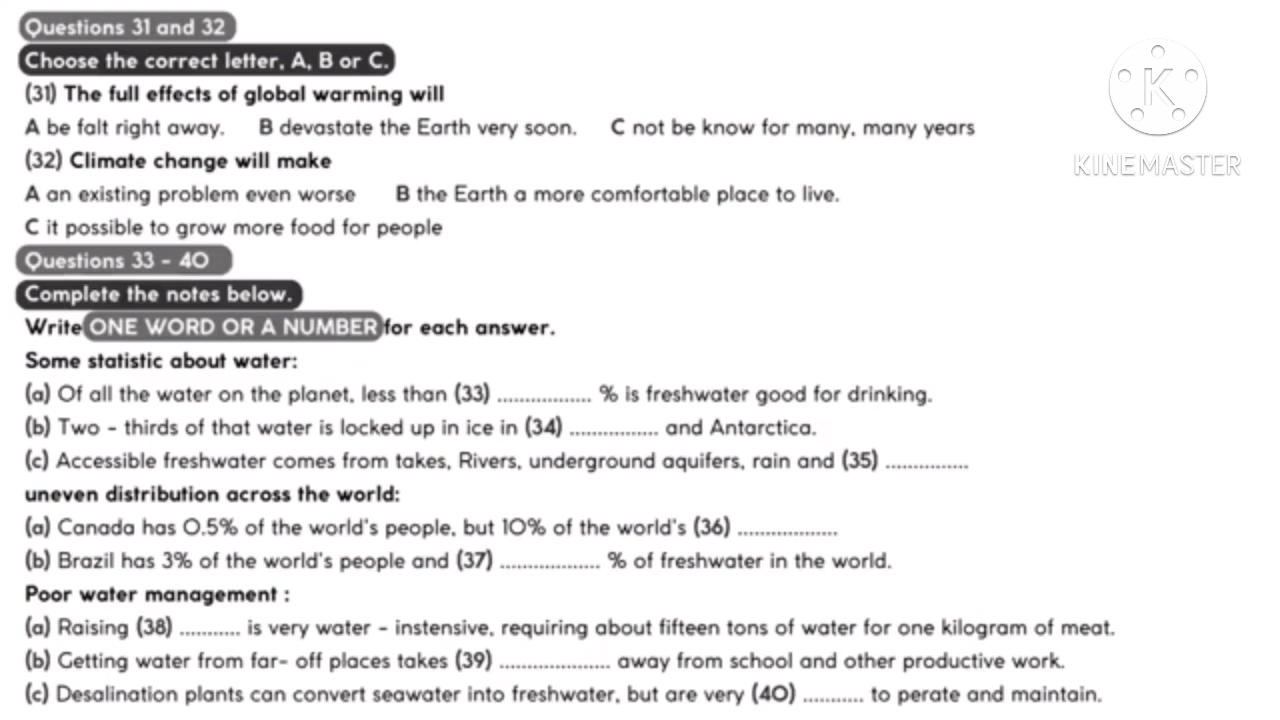 Questions 31 and 32
Choose the correct letter, A, B or C.
(31) The full effects of global warming will
A be falt right away. B devastate the Earth very soon. C not be know for many, many years
(32) Climate change will make
A an existing problem even worse B the Earth a more comfortable place to live.
C it possible to grow more food for people
Questions 33 - 40
Complete the notes below.
Write ONE WORD OR A NUMBER for each answer.
Some statistic about water:
(a) Of all the water on the planet, less than (33) ................. % is freshwater good for drinking.
(b) Two - thirds of that water is locked up in ice in (34) ................ and Antarctica.
(c) Accessible freshwater comes from takes, Rivers, underground aquifers, rain and (35) ...............
uneven distribution across the world:
(a) Canada has 0.5% of the world's people, but 10% of the world's (36) ..................
(b) Brazil has 3% of the world's people and (37) .................. % of freshwater in the world.
Poor water management :
(a) Raising (38) ........... is very water - instensive, requiring about fifteen tons of water for one kilogram of meat.
(b) Getting water from far- off places takes (39) .................... away from school and other productive work.
(c) Desalination plants can convert seawater into freshwater, but are very (40) ........... to perate and maintain.
K
KINEMASTER